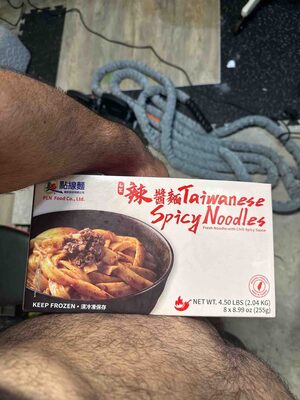 點線麵
PLN Food Co., Ltd.
辣醬麵 Taiwanese
Spicy Noodles
Fresh Noodle with Chili Spicy Sauce
KEEP FROZEN • 須冷凍保存
NET WT. 4.50 LBS (2.04 KG)
8 x 8.99 oz (255g)